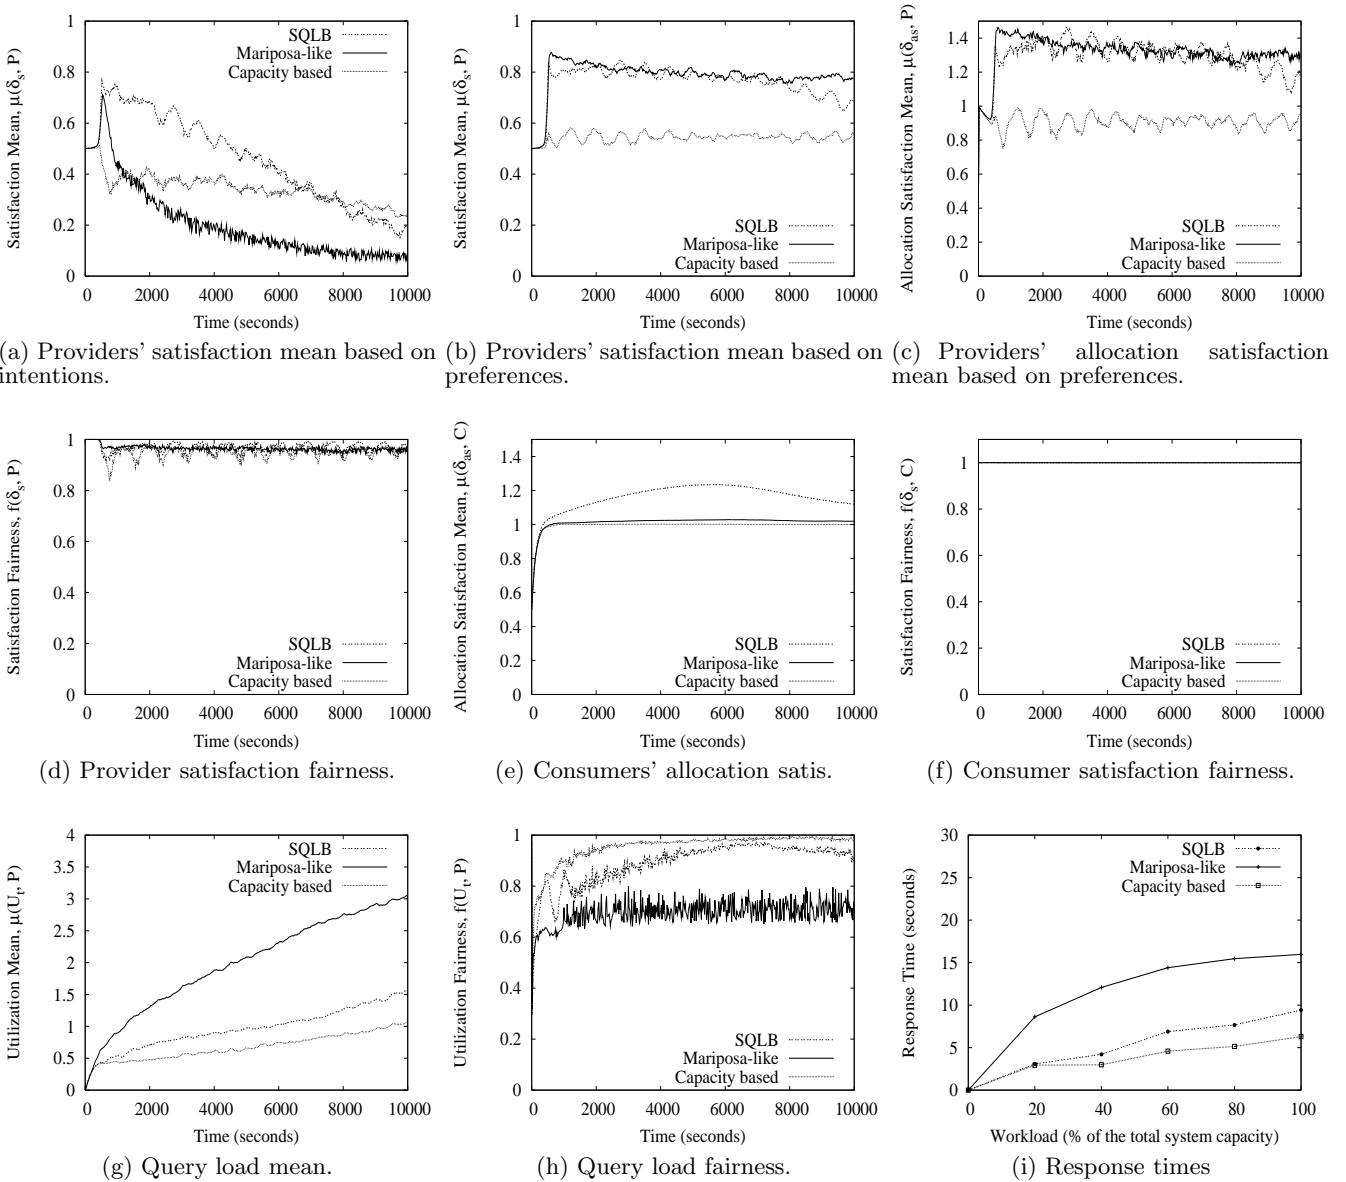 Satisfaction Mean, μ(δs, P)
1
0.8
0.6
0.4
0.2
0
SQLB
Mariposa-like
Capacity based
0 2000 4000 6000 8000 10000
Time (seconds)
(a) Providers' satisfaction mean based on
intentions.
Satisfaction Mean, μ(δs, P)
1
0.8
0.6
0.4
0.2
0
SQLB
Mariposa-like
Capacity based
0 2000 4000 6000 8000 10000
Time (seconds)
(b) Providers' satisfaction mean based on
preferences.
Allocation Satisfaction Mean, μ(δas, P)
1.4
1.2
1
0.8
0.6
0.4
0.2
0
SQLB
Mariposa-like
Capacity based
0 2000 4000 6000 8000 10000
Time (seconds)
(c) Providers' allocation satisfaction
mean based on preferences.
Satisfaction Fairness, f(δs, P)
1
0.8
0.6
0.4
0.2
0
SQLB
Mariposa-like
Capacity based
0 2000 4000 6000 8000 10000
Time (seconds)
(d) Provider satisfaction fairness.
Allocation Satisfaction Mean, μ(δas, C)
1.4
1.2
1
0.8
0.6
0.4
0.2
0
SQLB
Mariposa-like
Capacity based
0 2000 4000 6000 8000 10000
Time (seconds)
(e) Consumers' allocation satis.
Satisfaction Fairness, f(δs, C)
1
0.8
0.6
0.4
0.2
0
SQLB
Mariposa-like
Capacity based
0 2000 4000 6000 8000 10000
Time (seconds)
(f) Consumer satisfaction fairness.
Utilization Mean, μ(Ut, P)
4
3.5
3
2.5
2
1.5
1
0.5
0
SQLB
Mariposa-like
Capacity based
0 2000 4000 6000 8000 10000
Time (seconds)
(g) Query load mean.
Utilization Fairness, f(Ut, P)
1
0.8
0.6
0.4
0.2
0
SQLB
Mariposa-like
Capacity based
0 2000 4000 6000 8000 10000
Time (seconds)
(h) Query load fairness.
Response Time (seconds)
30
25
20
15
10
5
0
SQLB
Mariposa-like
Capacity based
0 20 40 60 80 100
Workload (% of the total system capacity)
(i) Response times